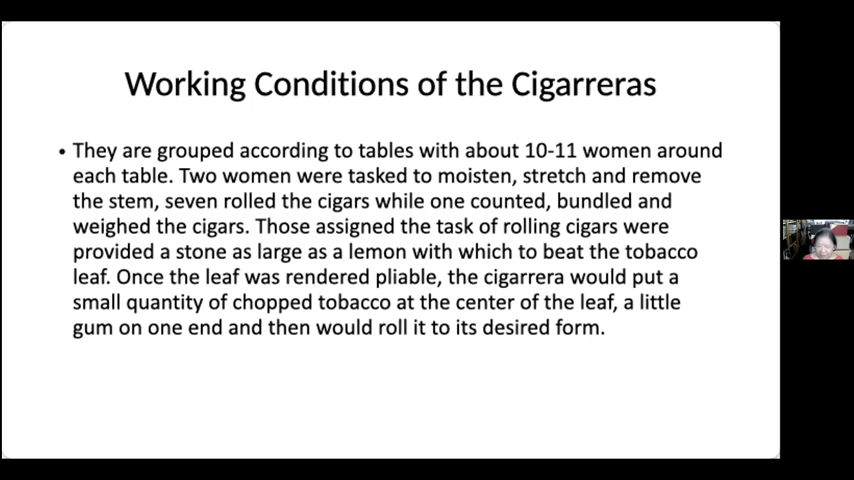 Working Conditions of the Cigarreras
• They are grouped according to tables with about 10-11 women around
each table. Two women were tasked to moisten, stretch and remove
the stem, seven rolled the cigars while one counted, bundled and
weighed the cigars. Those assigned the task of rolling cigars were
provided a stone as large as a lemon with which to beat the tobacco
leaf. Once the leaf was rendered pliable, the cigarrera would put a
small quantity of chopped tobacco at the center of the leaf, a little
gum on one end and then would roll it to its desired form.